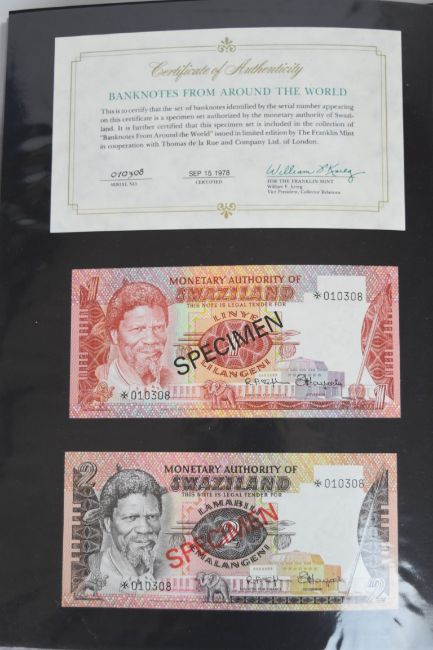 Certificate of Authenticity
BANKNOTES FROM AROUND THE WORLD
This is to certify that the set of banknotes identified by the serial number appearing
on this certificate is a specimen set authorized by the monetary authority of Swazi-
land. It is further certified that this specimen set is included in the collection of
"Banknotes From Around the World" issued in limited edition by The Franklin Mint
in cooperation with Thomas de la Rue and Company Ltd. of London.
010308
SERIAL NO.
SEP 15 1978
CERTIFIED
FOR THE FRANKLIN MINT
William F. Krieg
Vice President, Collector Relations
MONETARY AUTHORITY OF
SWAZILAND
THIS NOTE IS LEGAL TENDER FOR
*010308
LINYE
SPECIMEN
LILANGENI
*010308
2
MONETARY AUTHORITY OF
SWAZILAND
THIS NOTE IS LEGAL TENDER FOR
*010308
LAMABILI
SPECIMEN
EMALANGENI
*010308